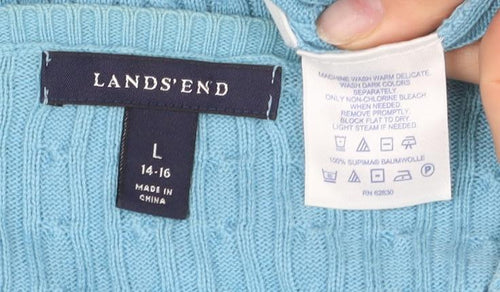 LANDS' END
L
14-16
MADE IN
CHINA
MACHINE WASH WARM DELICATE.
WASH DARK COLORS
SEPARATELY.
ONLY NON-CHLORINE BLEACH
WHEN NEEDED.
REMOVE PROMPTLY.
BLOCK FLAT TO DRY
LIGHT STEAM IF NEEDED.
100% SUPIMA® BAUMWOLLE
P
RN 62830